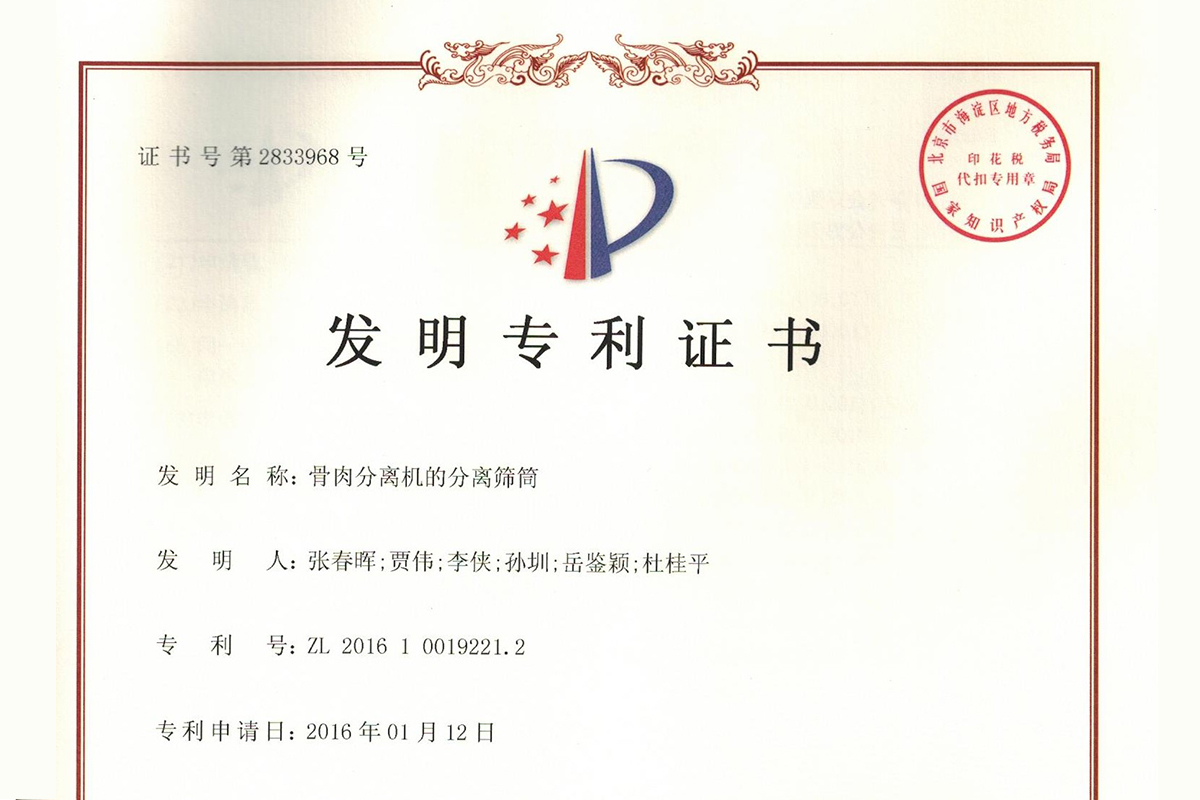 证书号第2833968号
北京市海淀区地方税务局
印花税
代扣专用章
国家知识产权局
发明专利证书
发明名称：骨肉分离机的分离筛筒
发明人：张春晖;贾伟;李侠;孙圳;岳鉴颖;杜桂平
专利号：ZL 2016 1 0019221.2
专利申请日：2016年01月12日